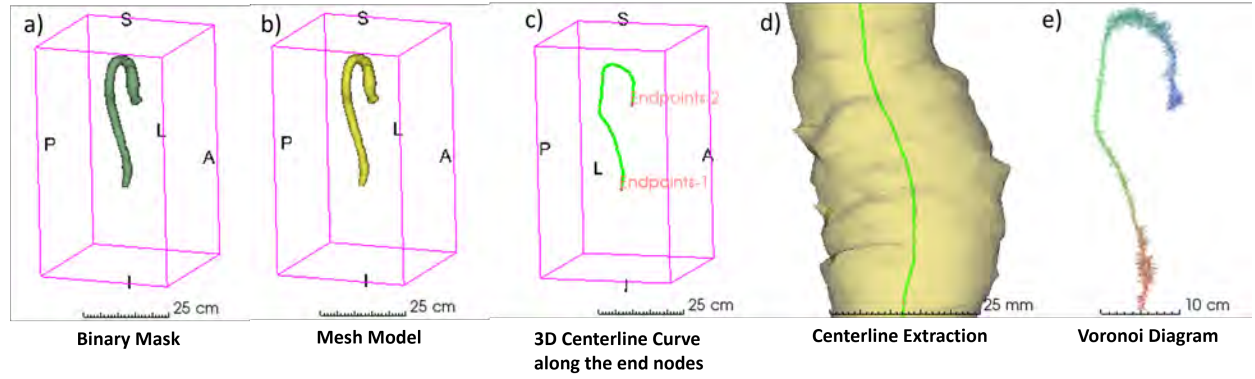 a)
S
P
L
A
I
25 cm
Binary Mask
b)
S
P
L
A
I
25 cm
Mesh Model
c)
S
Endpoints-2
P
L
A
Endpoints-1
I
25 cm
3D Centerline Curve
along the end nodes
d)
25 mm
Centerline Extraction
e)
10 cm
Voronoi Diagram